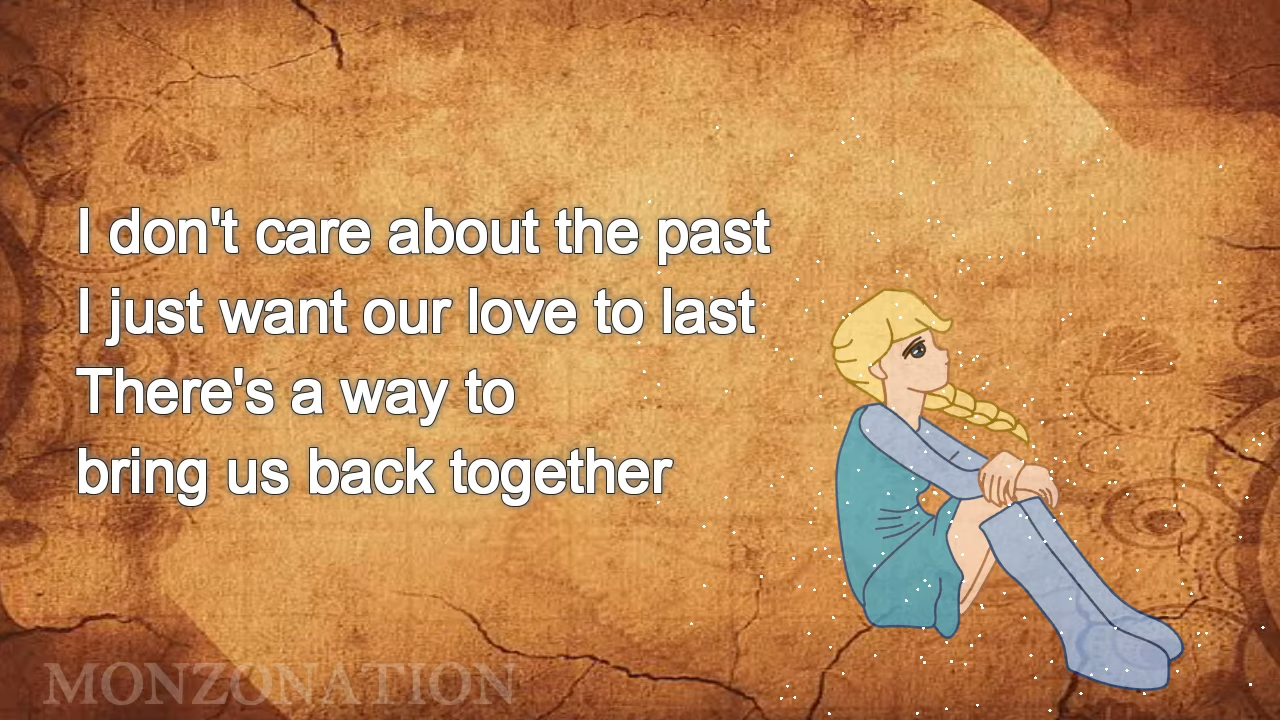 I don't care about the past
I just want our love to last
There's a way to
bring us back together
MONZONATION